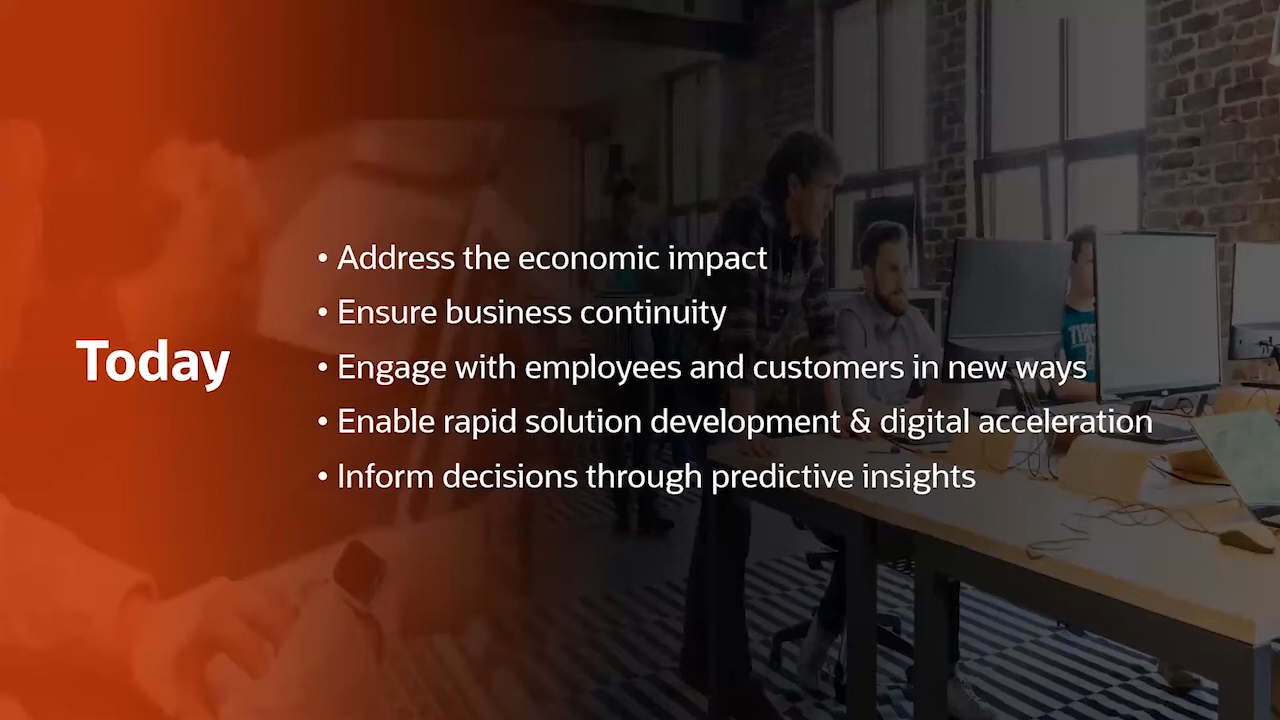 Today
• Address the economic impact
• Ensure business continuity
• Engage with employees and customers in new ways
• Enable rapid solution development & digital acceleration
• Inform decisions through predictive insights